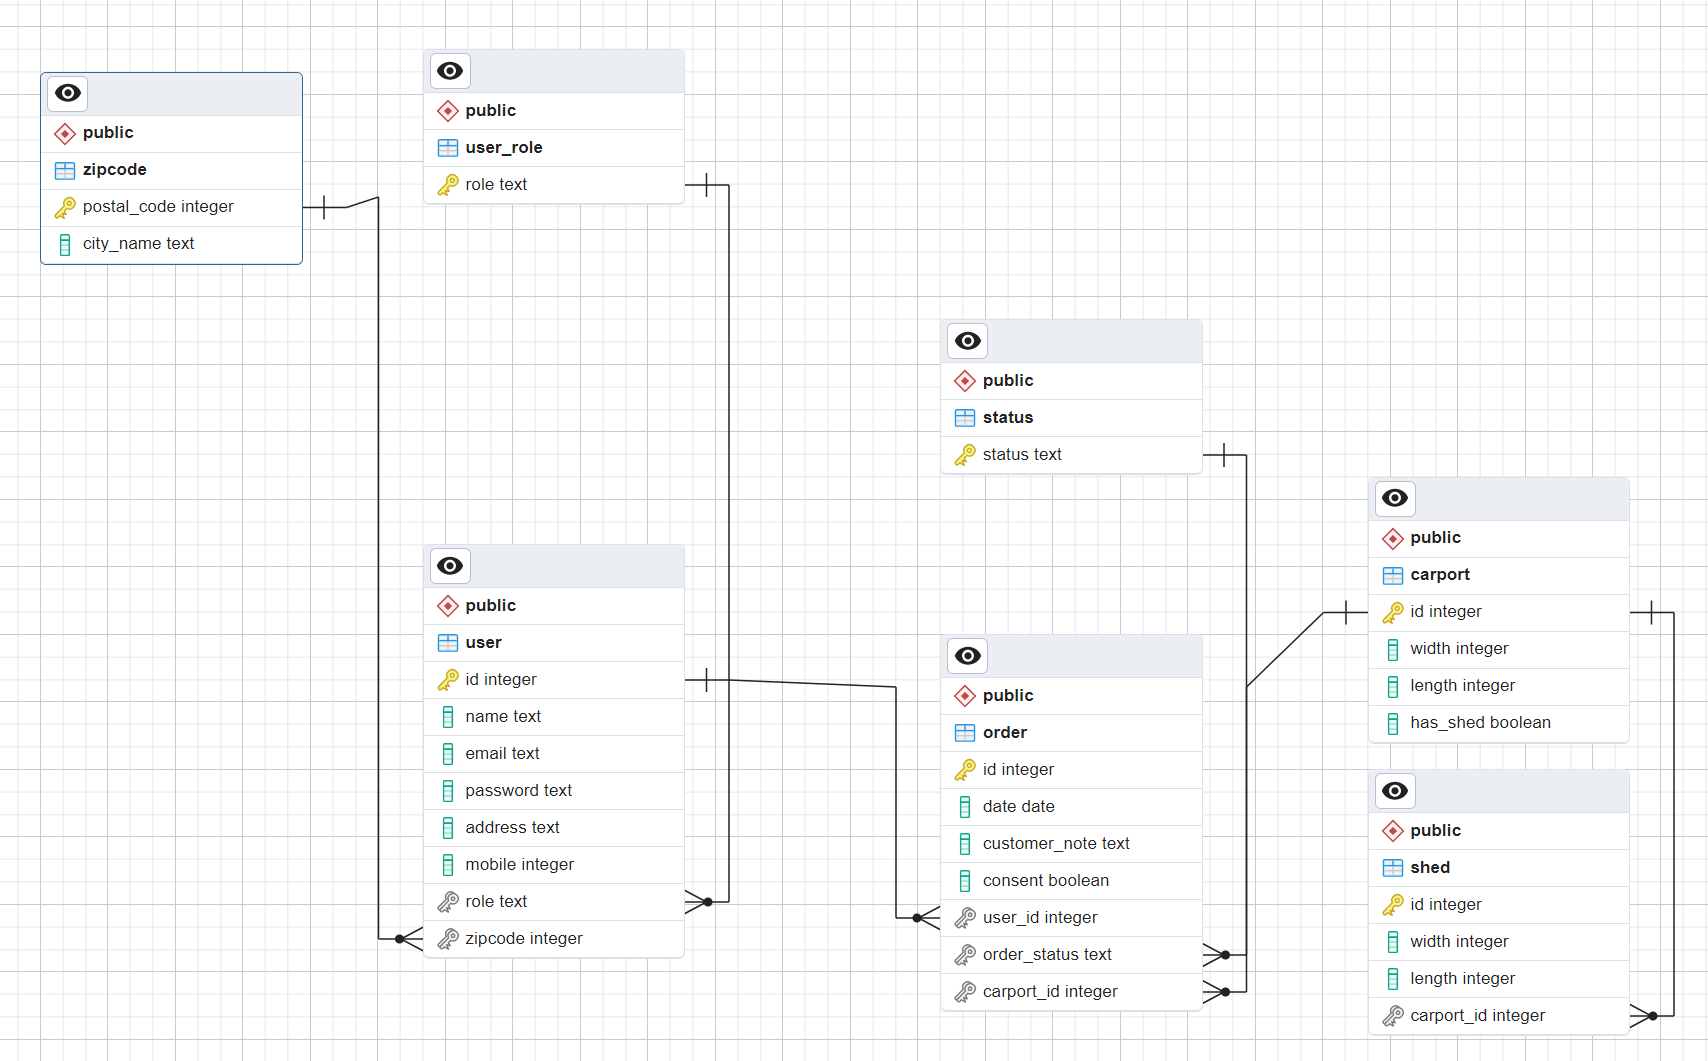 public
zipcode
postal_code integer
city_name text
public
user_role
role text
public
status
status text
public
user
id integer
name text
email text
password text
address text
mobile integer
role text
zipcode integer
public
order
id integer
date date
customer_note text
consent boolean
user_id integer
order_status text
carport_id integer
public
carport
id integer
width integer
length integer
has_shed boolean
public
shed
id integer
width integer
length integer
carport_id integer